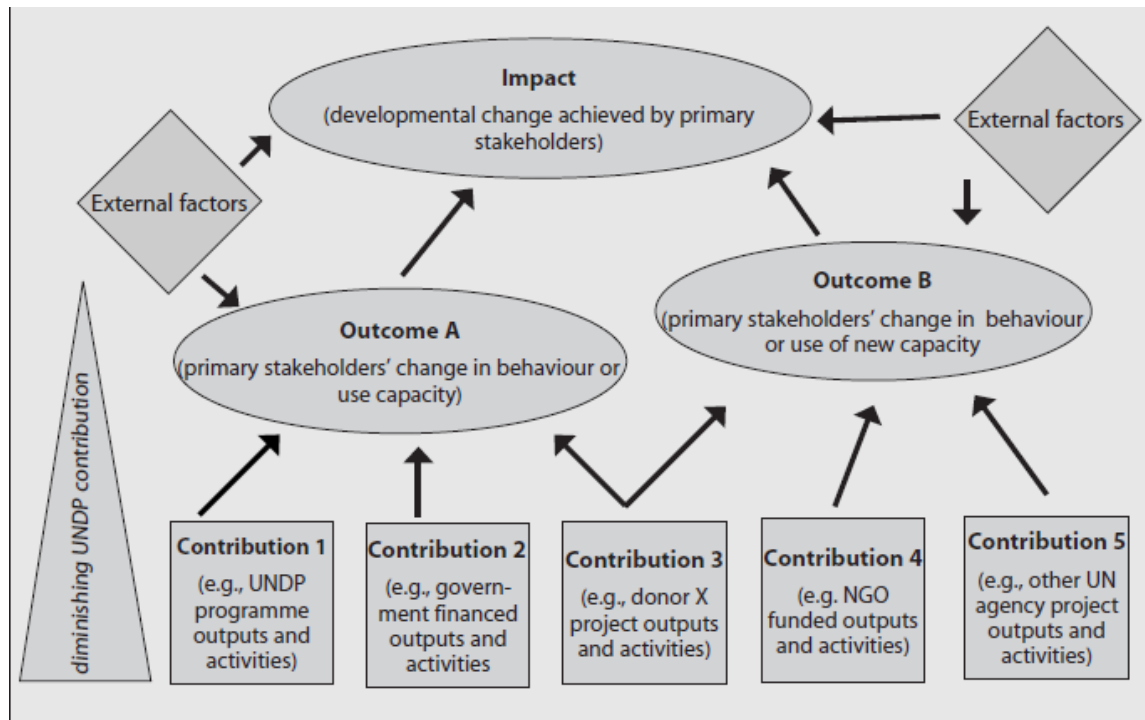 Impact
(developmental change achieved by primary
stakeholders)
External factors
External factors
Outcome A
(primary stakeholders' change in behaviour or
use capacity)
Outcome B
(primary stakeholders' change in  behaviour
or use of new capacity
diminishing UNDP contribution
Contribution 1
(e.g., UNDP
programme
outputs and
activities)
Contribution 2
(e.g., govern-
ment financed
outputs and
activities
Contribution 3
(e.g., donor X
project outputs
and activities)
Contribution 4
(e.g. NGO
funded outputs
and activities)
Contribution 5
(e.g., other UN
agency project
outputs and
activities)